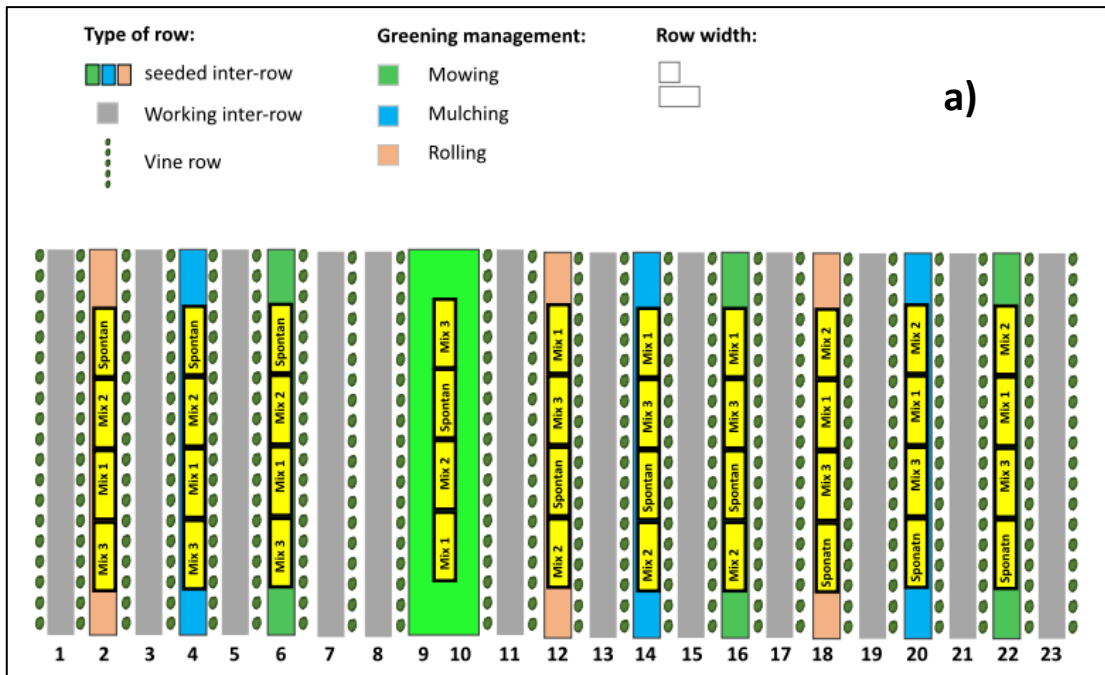 Type of row:
seeded inter-row
Working inter-row
Vine row
Greening management:
Mowing
Mulching
Rolling
Row width:
a)
Spontan
Mix 2
Mix 1
Mix 3
Spontan
Mix 2
Mix 1
Mix 3
Spontan
Mix 2
Mix 1
Mix 3
Mix 3
Spontan
Mix 2
Mix 1
Mix 1
Mix 3
Spontan
Mix 2
Mix 1
Mix 3
Spontan
Mix 2
Mix 1
Mix 3
Spontan
Mix 2
Mix 2
Mix 1
Mix 3
Sponatn
Mix 2
Mix 1
Mix 3
Sponatn
Mix 2
Mix 1
Mix 3
Sponatn
1 2 3 4 5 6 7 8 9 10 11 12 13 14 15 16 17 18 19 20 21 22 23